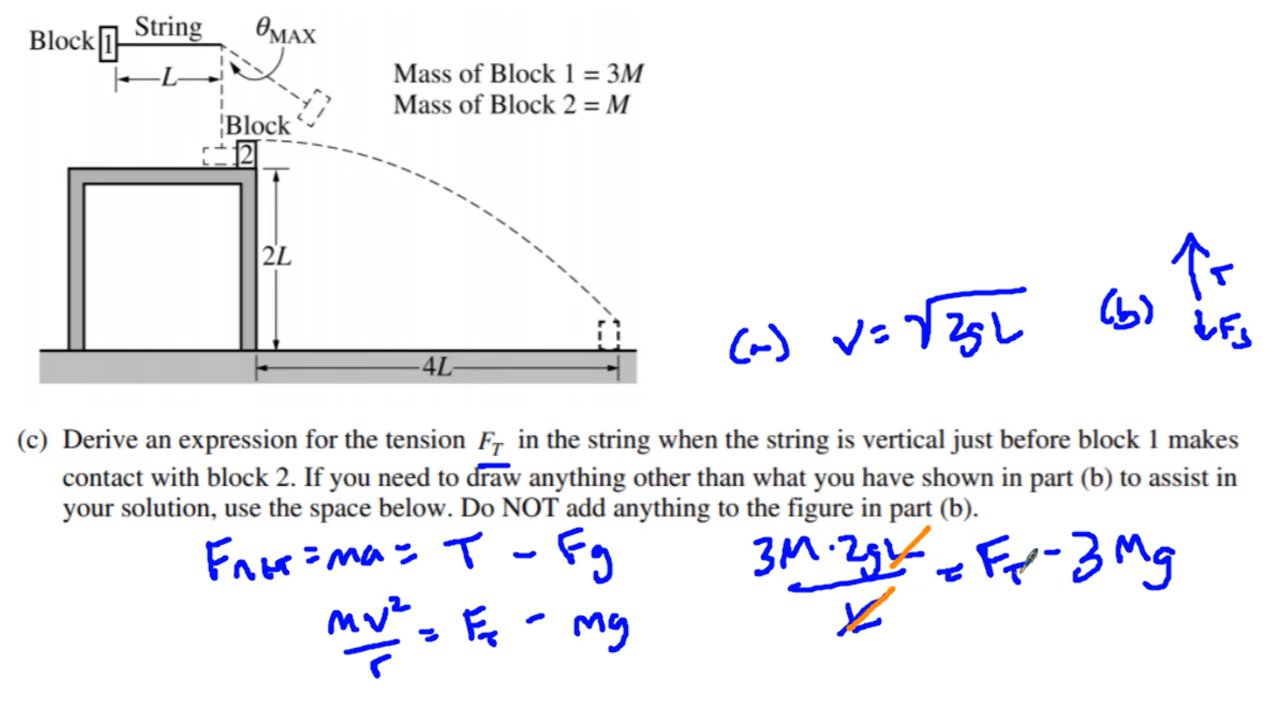 String
θMAX
Block 1
L
Mass of Block 1 = 3M
Mass of Block 2 = M
Block
2
2L
4L
(a) v = √2gL
(b) T
Fg
(c) Derive an expression for the tension F_T in the string when the string is vertical just before block 1 makes
contact with block 2. If you need to draw anything other than what you have shown in part (b) to assist in
your solution, use the space below. Do NOT add anything to the figure in part (b).
F_NET = ma = T - Fg
mv²/r = F_T - mg
3M·2gL/L = F_T - 3Mg